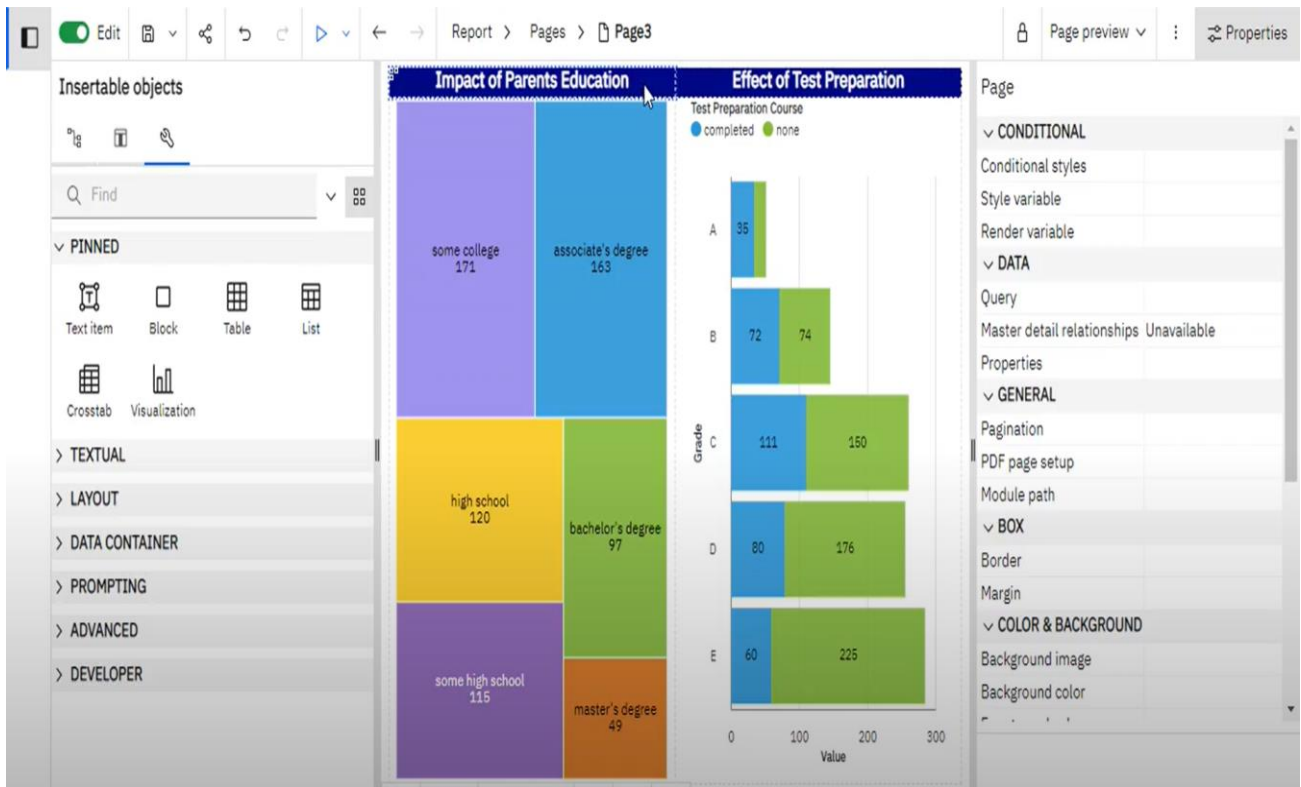 Edit
Report > Pages > Page3
Page preview
Properties
Insertable objects
Find
PINNED
Text item
Block
Table
List
Crosstab
Visualization
TEXTUAL
LAYOUT
DATA CONTAINER
PROMPTING
ADVANCED
DEVELOPER
Impact of Parents Education
some college
171
associate's degree
163
high school
120
bachelor's degree
97
some high school
115
master's degree
49
Effect of Test Preparation
Test Preparation Course
completed none
Grade
A 35
B 72 74
C 111 150
D 80 176
E 60 225
0 100 200 300
Value
Page
CONDITIONAL
Conditional styles
Style variable
Render variable
DATA
Query
Master detail relationships Unavailable
Properties
GENERAL
Pagination
PDF page setup
Module path
BOX
Border
Margin
COLOR & BACKGROUND
Background image
Background color